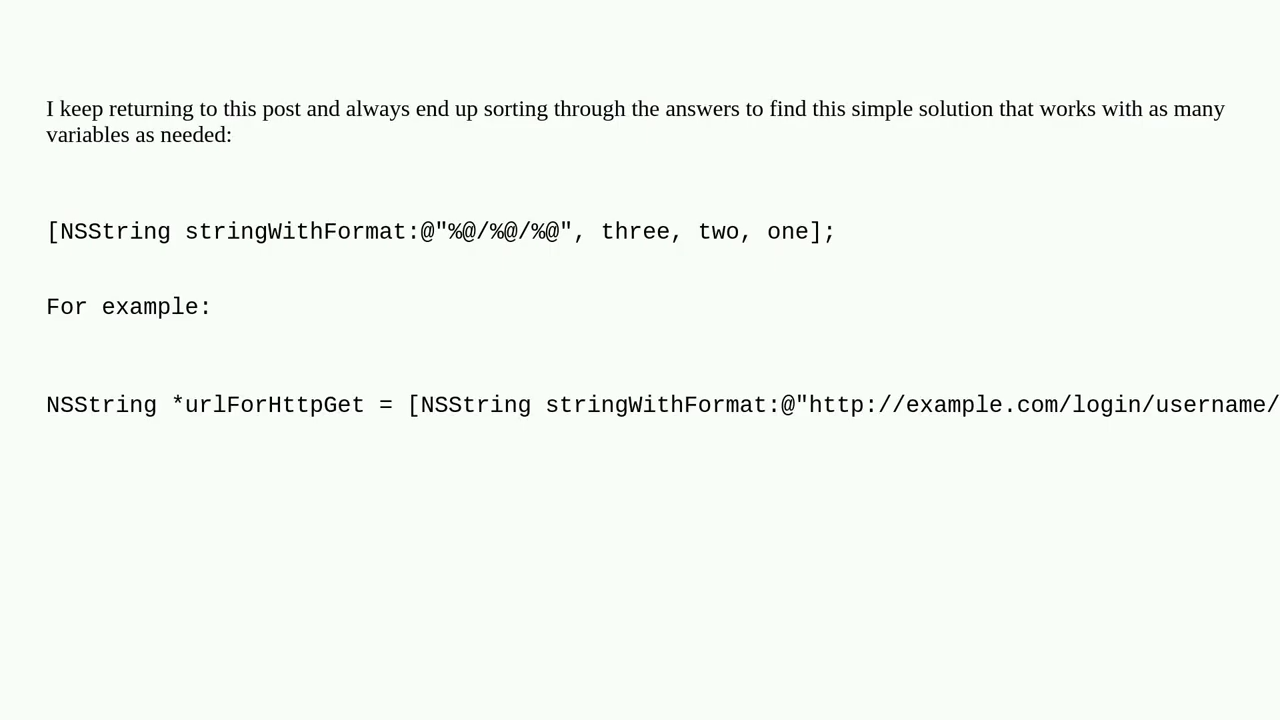 I keep returning to this post and always end up sorting through the answers to find this simple solution that works with as many
variables as needed:
[NSString stringWithFormat:@"%@/%@/%@", three, two, one];
For example:
NSString *urlForHttpGet = [NSString stringWithFormat:@"http://example.com/login/username/